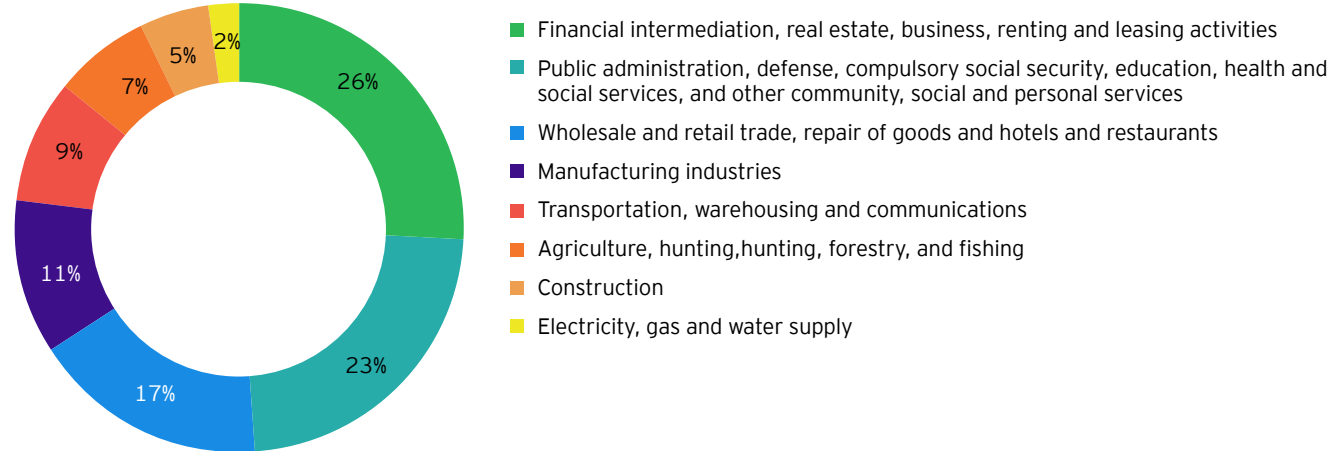 2%
5%
26%
7%
9%
11%
23%
17%
Financial intermediation, real estate, business, renting and leasing activities
Public administration, defense, compulsory social security, education, health and
social services, and other community, social and personal services
Wholesale and retail trade, repair of goods and hotels and restaurants
Manufacturing industries
Transportation, warehousing and communications
Agriculture, hunting,hunting, forestry, and fishing
Construction
Electricity, gas and water supply